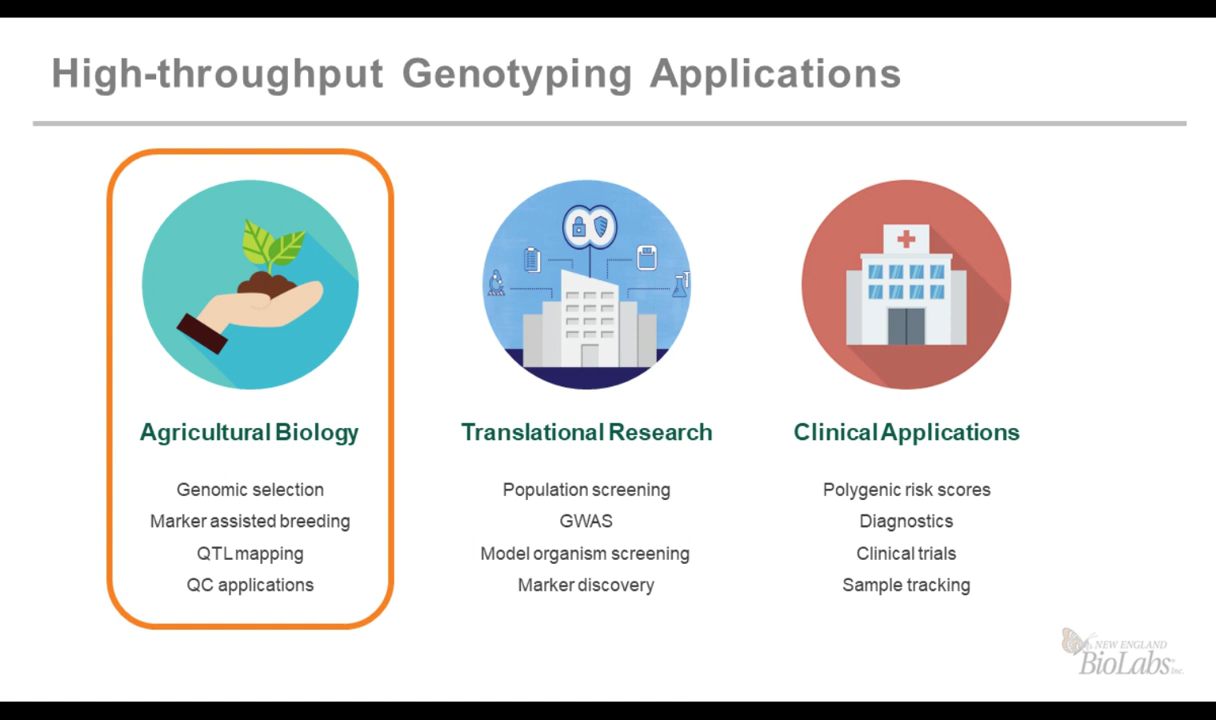 High-throughput Genotyping Applications
Agricultural Biology
Genomic selection
Marker assisted breeding
QTL mapping
QC applications
Translational Research
Population screening
GWAS
Model organism screening
Marker discovery
Clinical Applications
Polygenic risk scores
Diagnostics
Clinical trials
Sample tracking
NEW ENGLAND
BioLabs Inc.